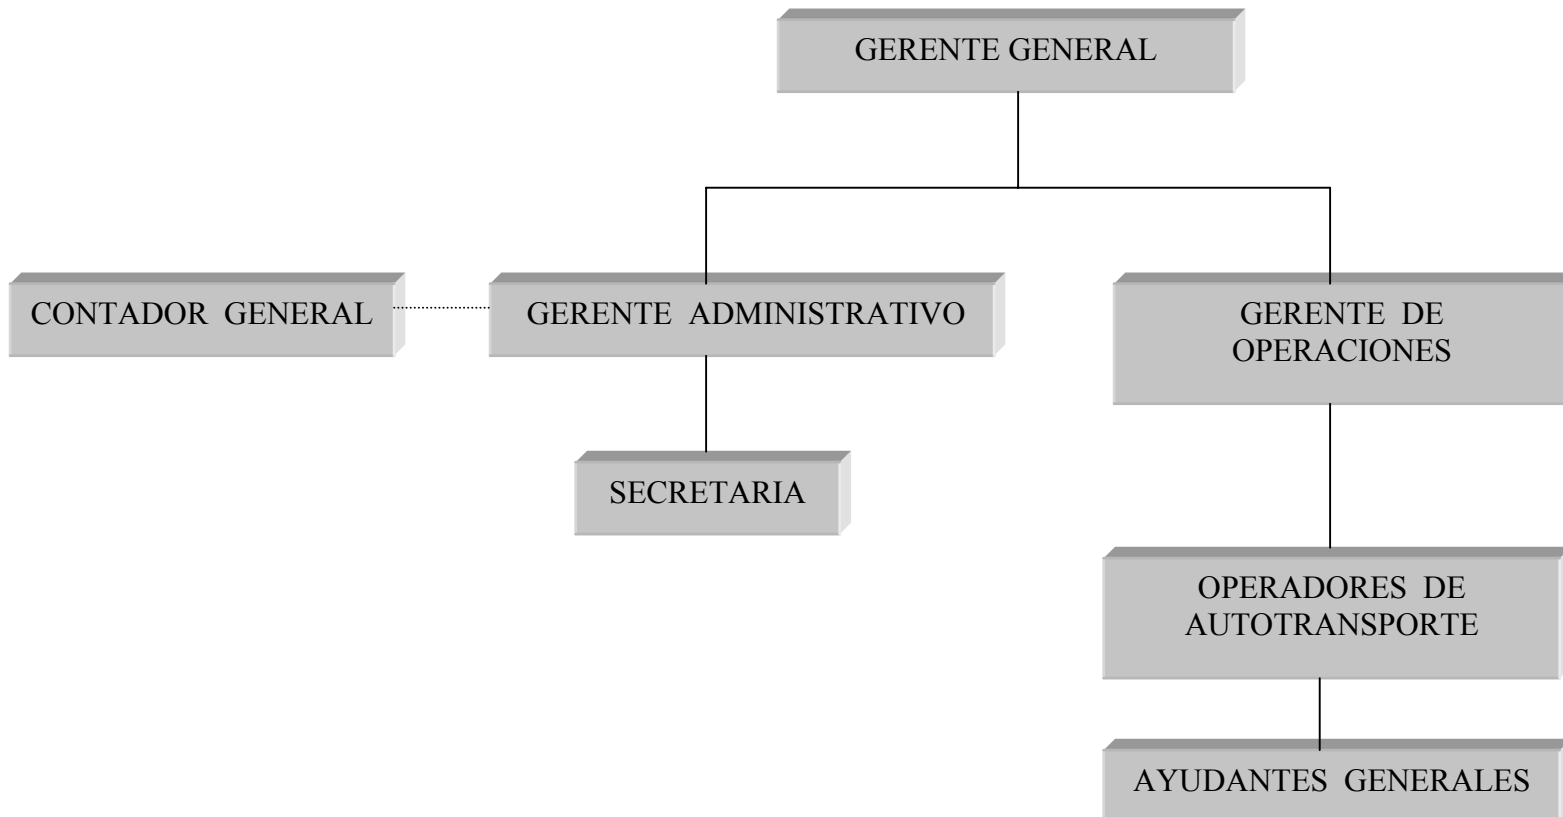 GERENTE GENERAL
CONTADOR GENERAL
GERENTE ADMINISTRATIVO
GERENTE DE
OPERACIONES
SECRETARIA
OPERADORES DE
AUTOTRANSPORTE
AYUDANTES GENERALES